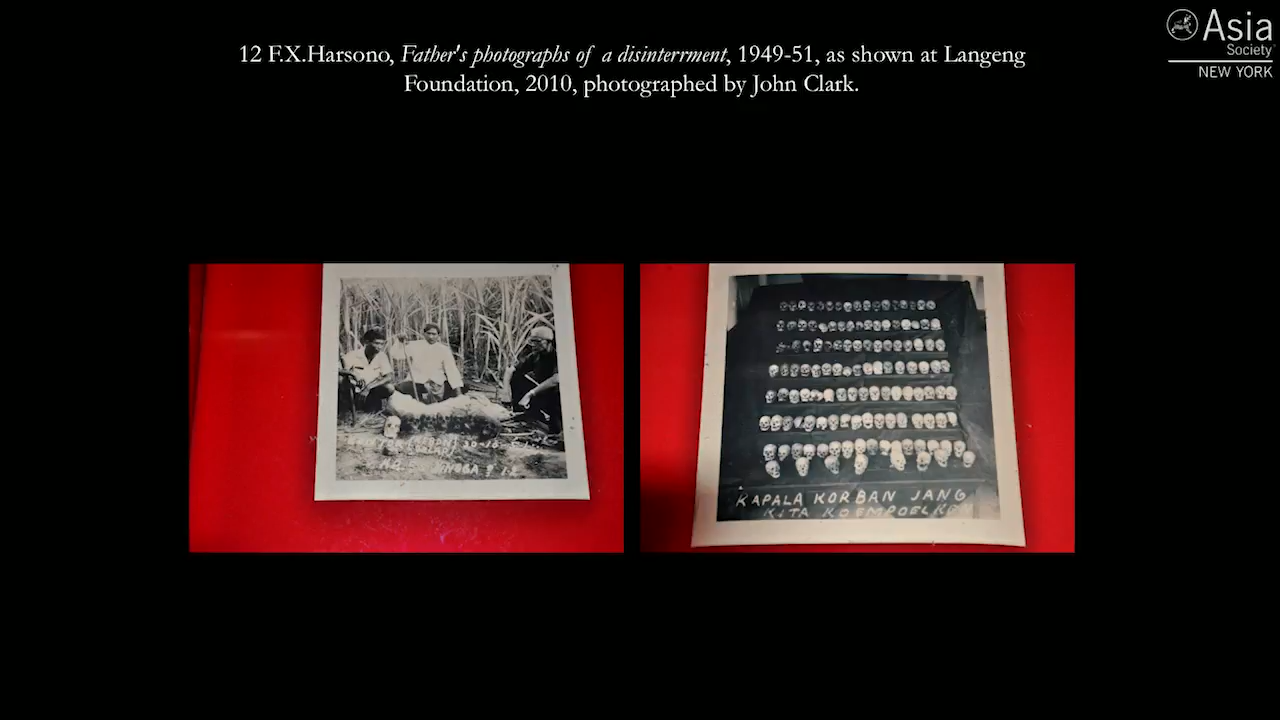 Asia
Society
NEW YORK
12 F.X.Harsono, Father's photographs of a disinterrment, 1949-51, as shown at Langeng
Foundation, 2010, photographed by John Clark.
KAPALA KORBAN JANG
KITA KOEMPOELKEN